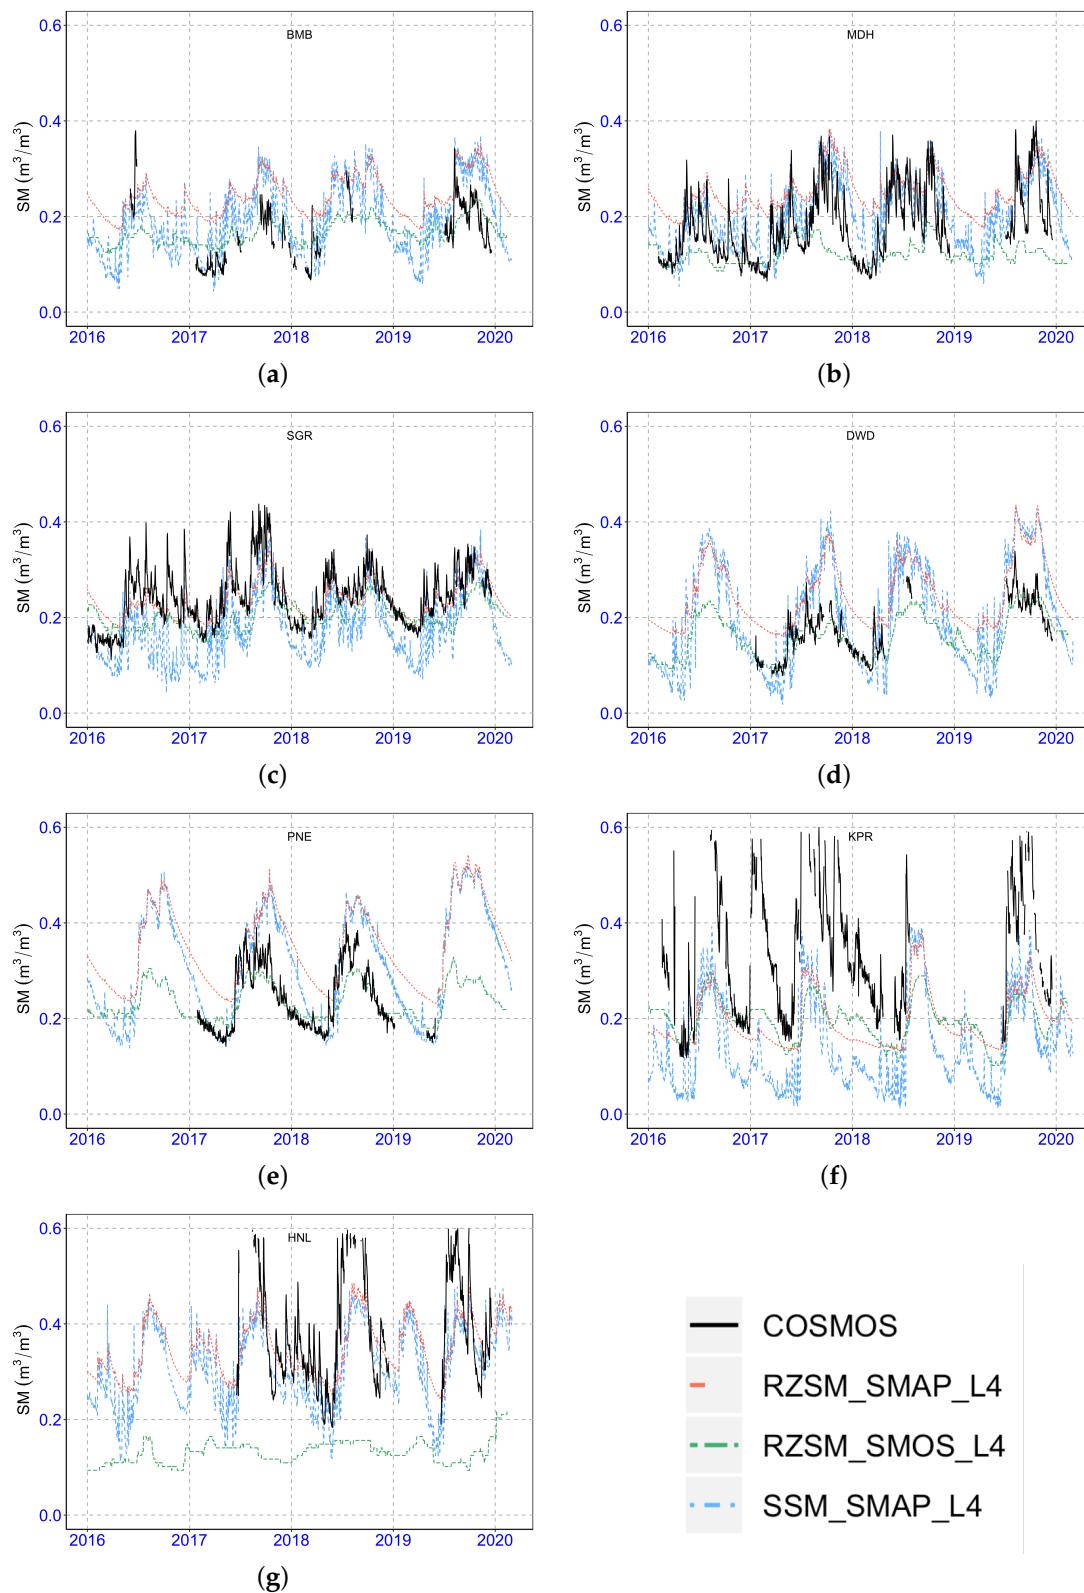 BMB
MDH
0.6
0.4
0.2
0.0
SM (m³/m³)
2016 2017 2018 2019 2020
0.6
0.4
0.2
0.0
SM (m³/m³)
2016 2017 2018 2019 2020
(a)
(b)
SGR
DWD
0.6
0.4
0.2
0.0
SM (m³/m³)
2016 2017 2018 2019 2020
0.6
0.4
0.2
0.0
SM (m³/m³)
2016 2017 2018 2019 2020
(c)
(d)
PNE
KPR
0.6
0.4
0.2
0.0
SM (m³/m³)
2016 2017 2018 2019 2020
0.6
0.4
0.2
0.0
SM (m³/m³)
2016 2017 2018 2019 2020
(e)
(f)
HNL
0.6
0.4
0.2
0.0
SM (m³/m³)
2016 2017 2018 2019 2020
(g)
COSMOS
RZSM_SMAP_L4
RZSM_SMOS_L4
SSM_SMAP_L4